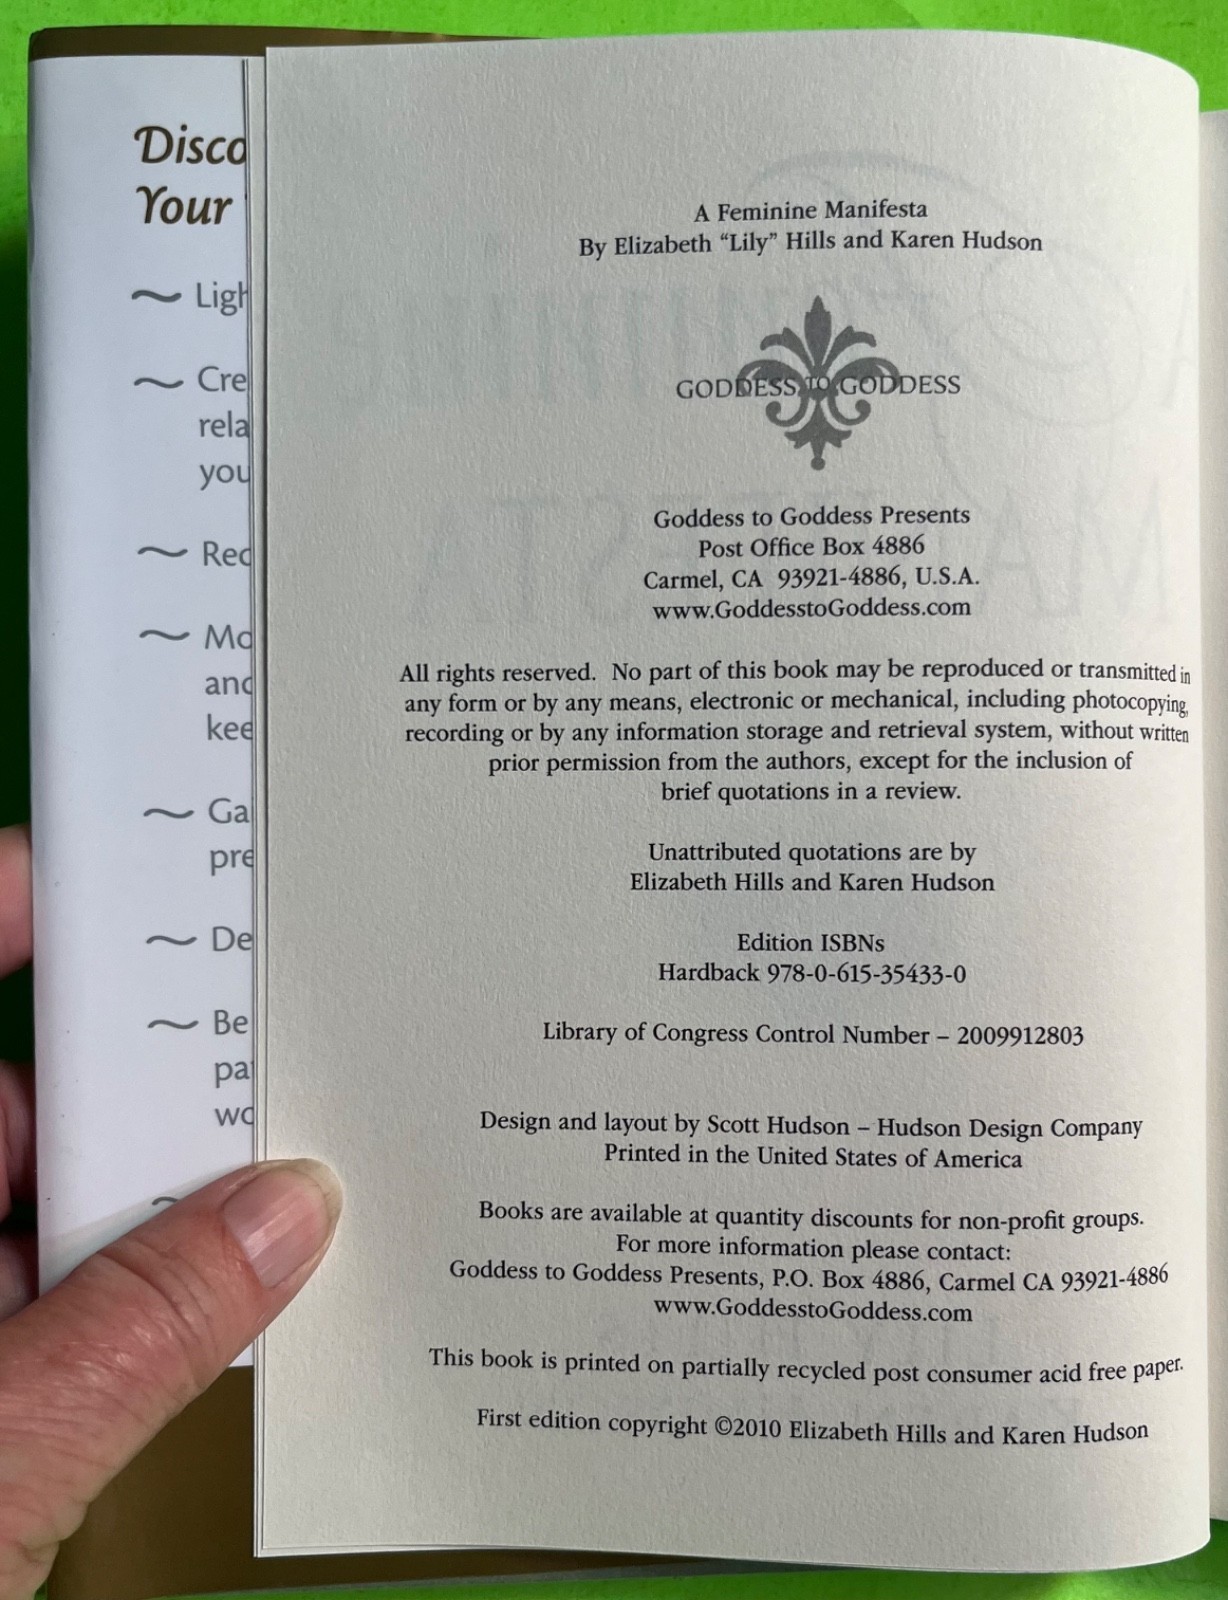 Disco
Your
~ Ligh
~ Cre
rela
you
~ Rec
~ Mo
and
kee
~ Ga
pre
~ De
~ Be
pa
wo
A Feminine Manifesta
By Elizabeth “Lily” Hills and Karen Hudson
GODDESS TO GODDESS
Goddess to Goddess Presents
Post Office Box 4886
Carmel, CA 93921-4886, U.S.A.
www.GoddesstoGoddess.com
All rights reserved. No part of this book may be reproduced or transmitted in
any form or by any means, electronic or mechanical, including photocopying,
recording or by any information storage and retrieval system, without written
prior permission from the authors, except for the inclusion of
brief quotations in a review.
Unattributed quotations are by
Elizabeth Hills and Karen Hudson
Edition ISBNs
Hardback 978-0-615-35433-0
Library of Congress Control Number – 2009912803
Design and layout by Scott Hudson – Hudson Design Company
Printed in the United States of America
Books are available at quantity discounts for non-profit groups.
For more information please contact:
Goddess to Goddess Presents, P.O. Box 4886, Carmel CA 93921-4886
www.GoddesstoGoddess.com
This book is printed on partially recycled post consumer acid free paper.
First edition copyright ©2010 Elizabeth Hills and Karen Hudson